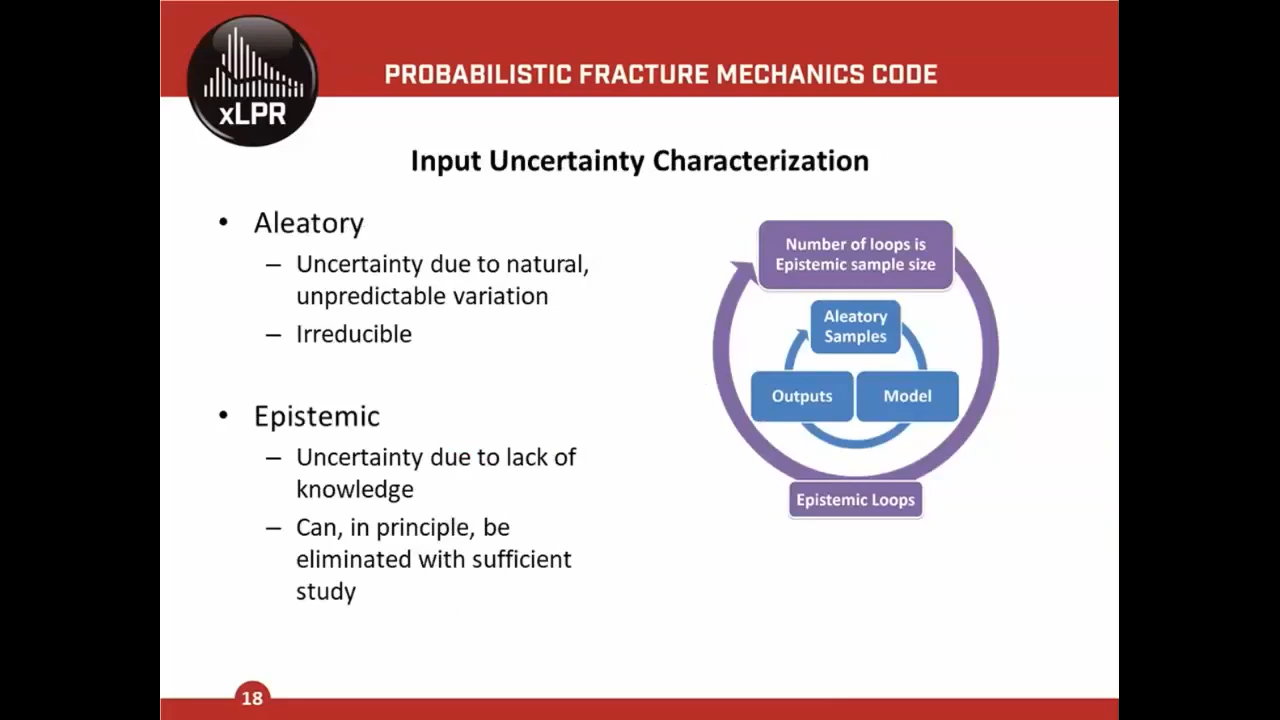 xLPR
PROBABILISTIC FRACTURE MECHANICS CODE
Input Uncertainty Characterization
• Aleatory
– Uncertainty due to natural,
unpredictable variation
– Irreducible
• Epistemic
– Uncertainty due to lack of
knowledge
– Can, in principle, be
eliminated with sufficient
study
Number of loops is
Epistemic sample size
Aleatory
Samples
Outputs
Model
Epistemic Loops
18